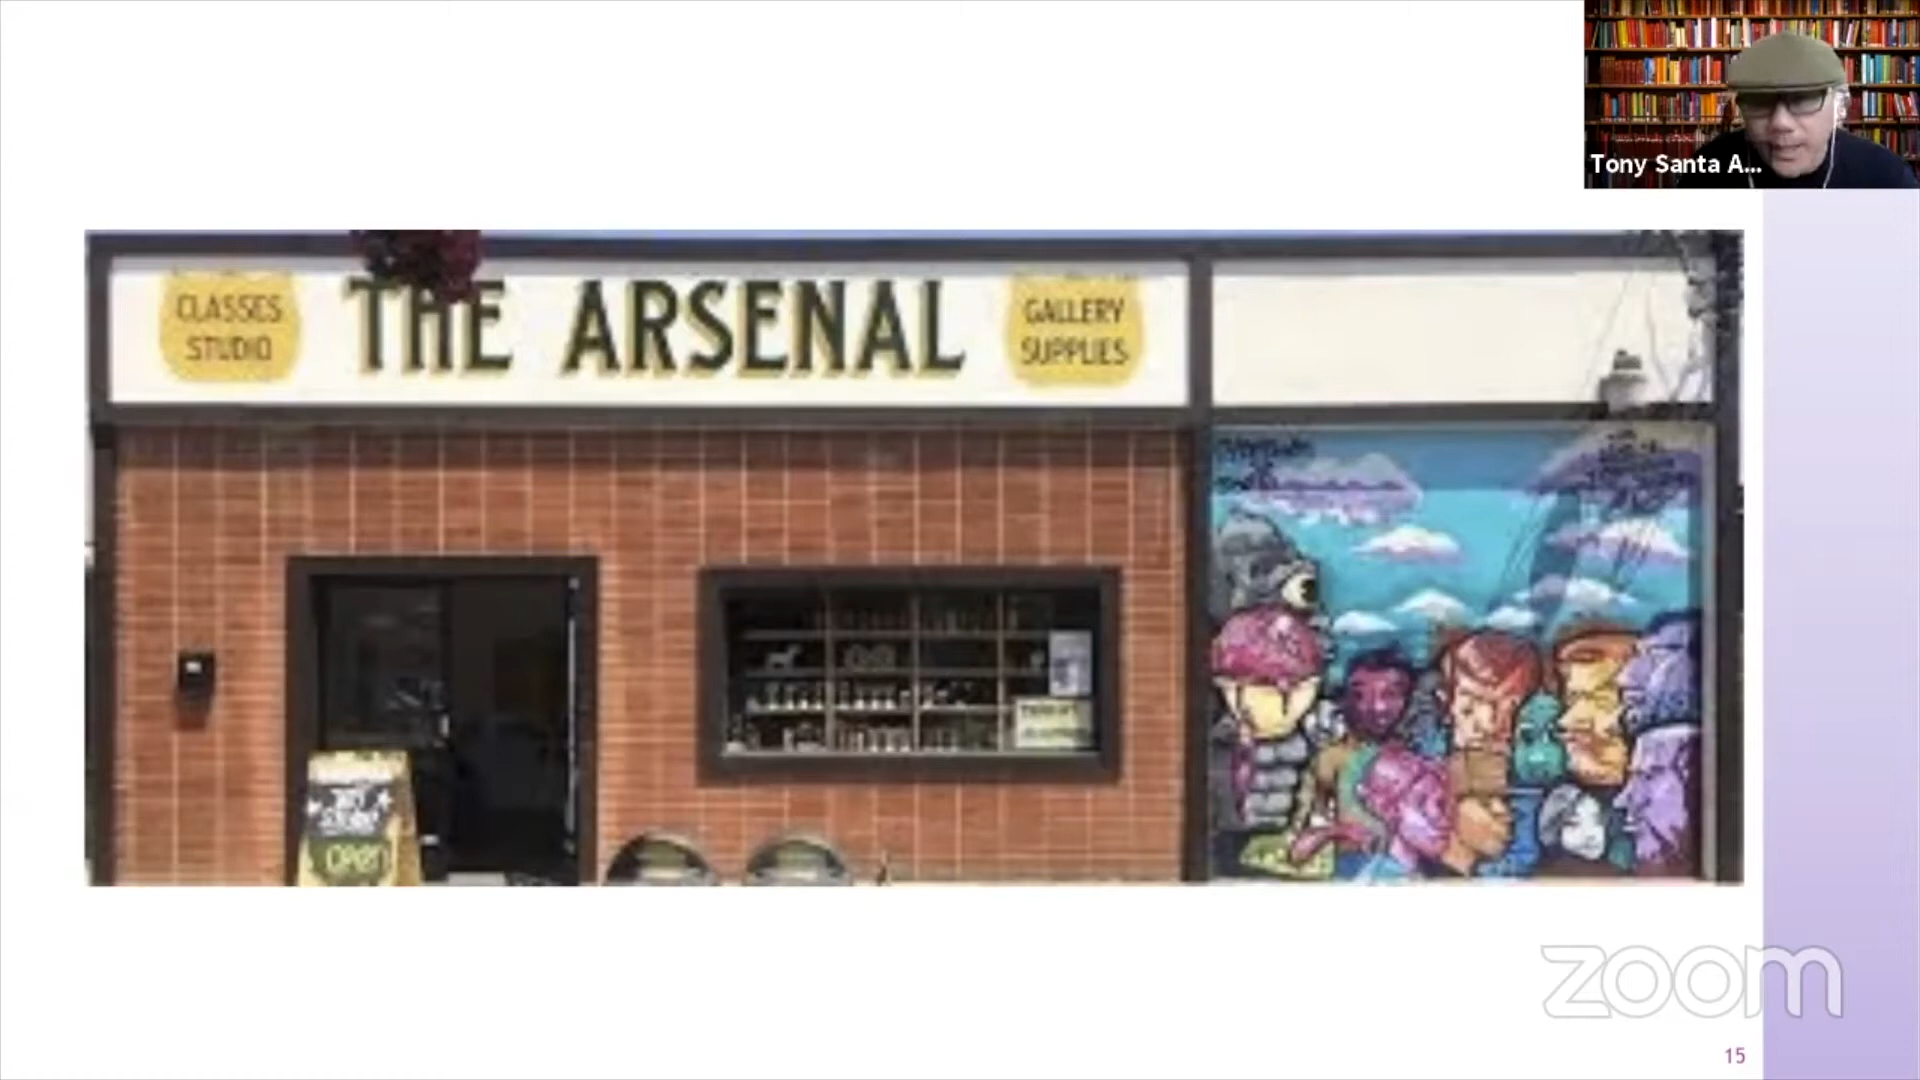 Tony Santa A...
CLASSES
STUDIO
THE ARSENAL
GALLERY
SUPPLIES
OPEN
zoom
15